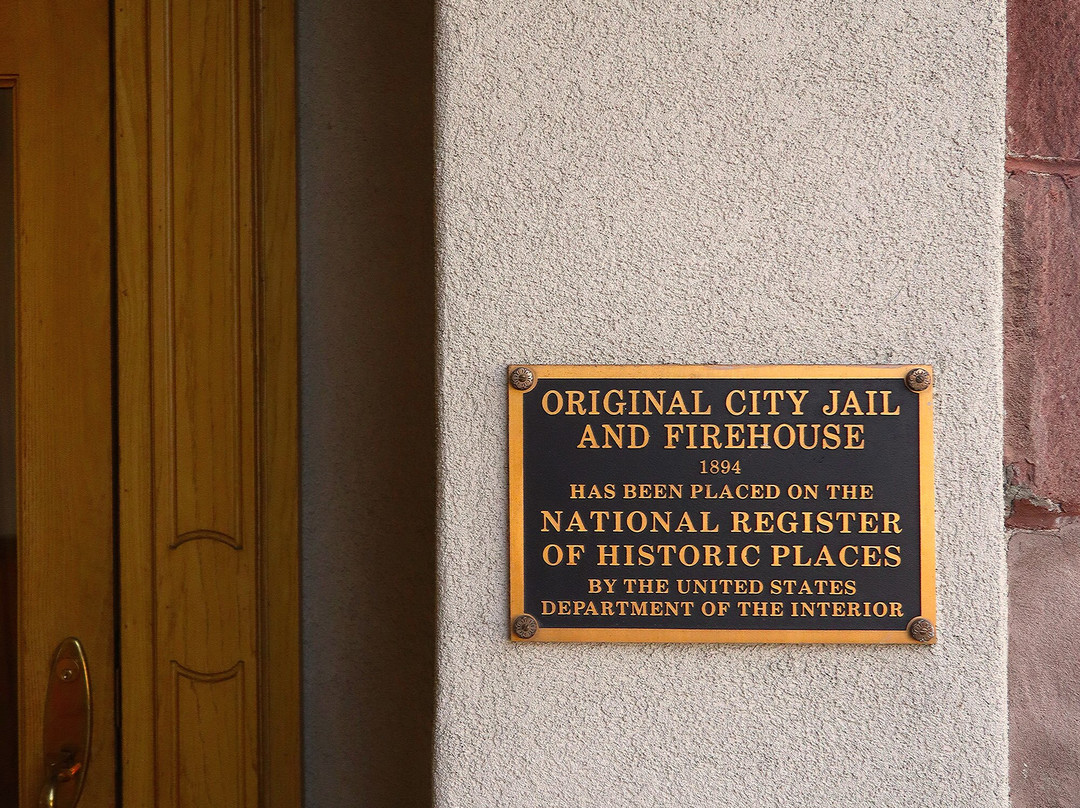 ORIGINAL CITY JAIL
AND FIREHOUSE
1894
HAS BEEN PLACED ON THE
NATIONAL REGISTER
OF HISTORIC PLACES
BY THE UNITED STATES
DEPARTMENT OF THE INTERIOR